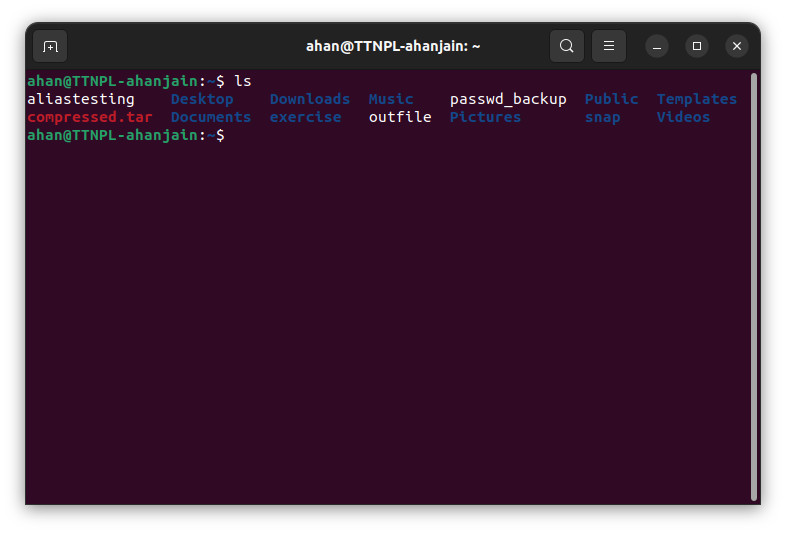 ahan@TTNPL-ahanjain: ~
ahan@TTNPL-ahanjain:~$ ls
aliastesting    Desktop    Downloads  Music    passwd_backup  Public  Templates
compressed.tar  Documents  exercise   outfile  Pictures       snap    Videos
ahan@TTNPL-ahanjain:~$